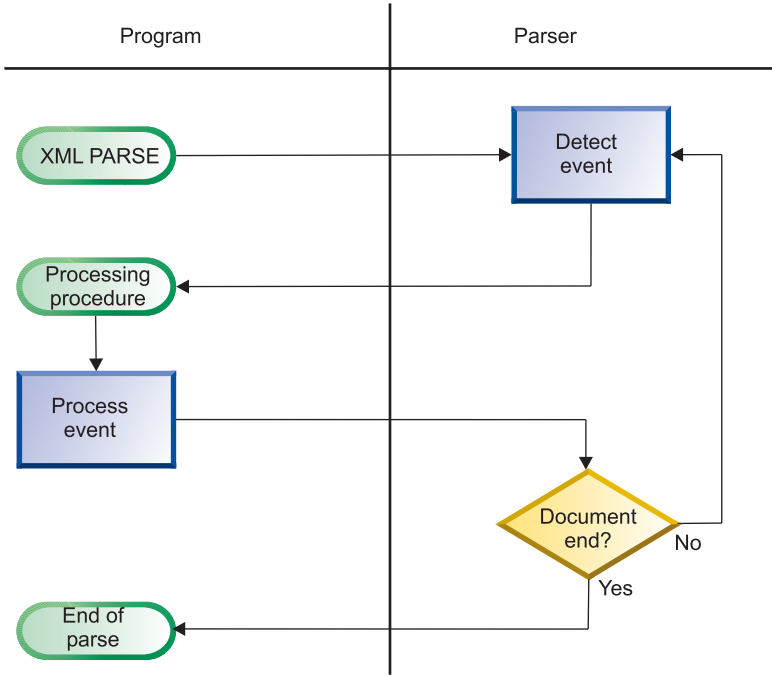 Program
Parser
XML PARSE
Detect
event
Processing
procedure
Process
event
Document
end?
No
Yes
End of
parse